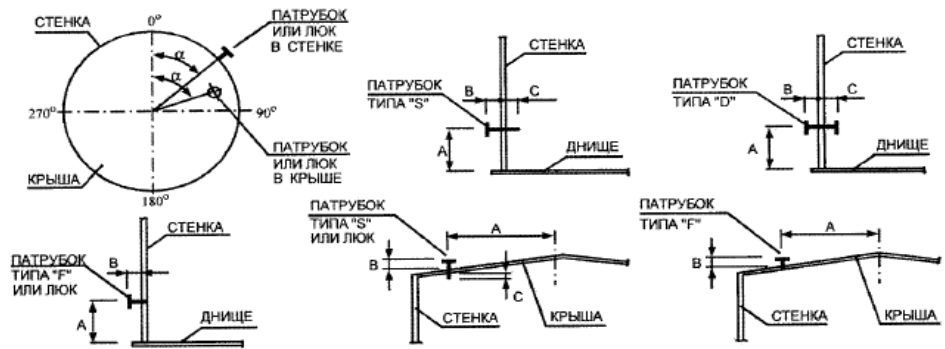 СТЕНКА
0°
ПАТРУБОК
ИЛИ ЛЮК
В СТЕНКЕ
α
α
270°
90°
КРЫША
180°
ПАТРУБОК
ИЛИ ЛЮК
В КРЫШЕ
СТЕНКА
ПАТРУБОК
ТИПА "S"
B
C
A
ДНИЩЕ
СТЕНКА
ПАТРУБОК
ТИПА "D"
B
C
A
ДНИЩЕ
СТЕНКА
ПАТРУБОК
ТИПА "F"
ИЛИ ЛЮК
B
A
ДНИЩЕ
ПАТРУБОК
ТИПА "S"
ИЛИ ЛЮК
A
B
C
СТЕНКА
КРЫША
ПАТРУБОК
ТИПА "F"
A
B
СТЕНКА
КРЫША